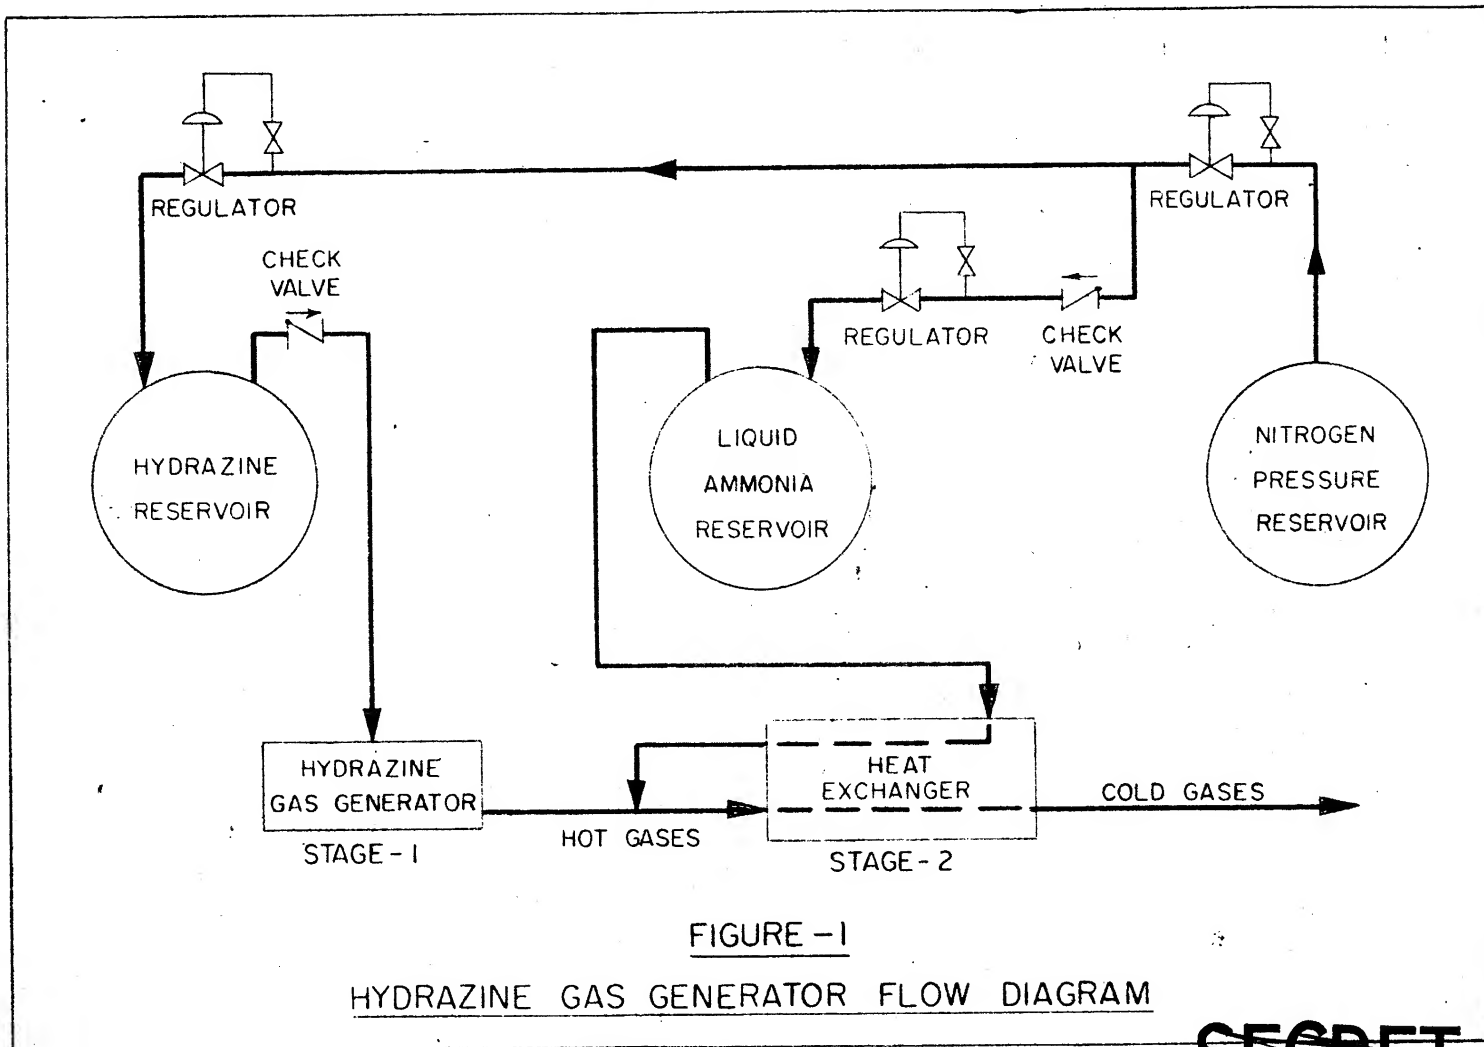 REGULATOR
REGULATOR
CHECK
VALVE
REGULATOR
CHECK
VALVE
HYDRAZINE
RESERVOIR
LIQUID
AMMONIA
RESERVOIR
NITROGEN
PRESSURE
RESERVOIR
HYDRAZINE
GAS GENERATOR
STAGE-1
HOT GASES
HEAT
EXCHANGER
STAGE-2
COLD GASES
FIGURE-1
HYDRAZINE GAS GENERATOR FLOW DIAGRAM
SECRET